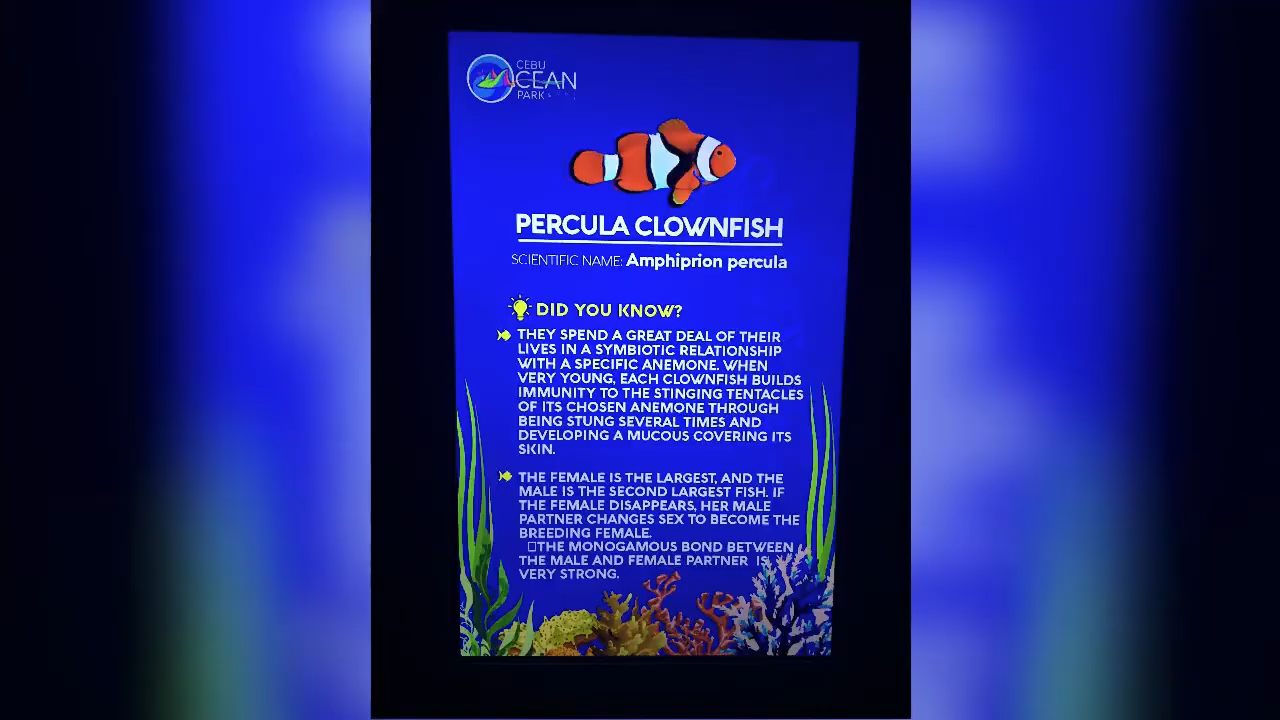 CEBU
OCEAN
PARK
PERCULA CLOWNFISH
SCIENTIFIC NAME: Amphiprion percula
DID YOU KNOW?
THEY SPEND A GREAT DEAL OF THEIR
LIVES IN A SYMBIOTIC RELATIONSHIP
WITH A SPECIFIC ANEMONE. WHEN
VERY YOUNG, EACH CLOWNFISH BUILDS
IMMUNITY TO THE STINGING TENTACLES
OF ITS CHOSEN ANEMONE THROUGH
BEING STUNG SEVERAL TIMES AND
DEVELOPING A MUCOUS COVERING ITS
SKIN.
THE FEMALE IS THE LARGEST, AND THE
MALE IS THE SECOND LARGEST FISH. IF
THE FEMALE DISAPPEARS, HER MALE
PARTNER CHANGES SEX TO BECOME THE
BREEDING FEMALE.
□THE MONOGAMOUS BOND BETWEEN
THE MALE AND FEMALE PARTNER IS
VERY STRONG.